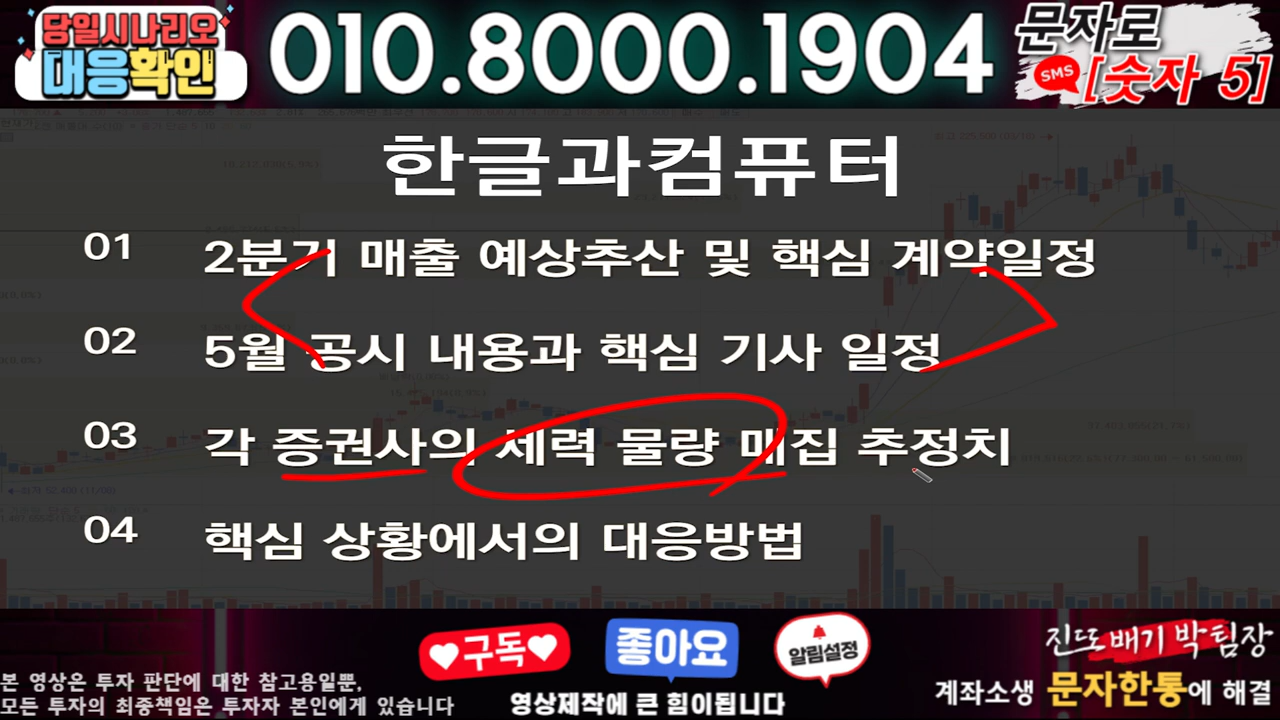 당일시나리오
대응확인
010.8000.1904
문자로
SMS [숫자 5]
한글과컴퓨터
01 2분기 매출 예상추산 및 핵심 계약일정
02 5월 공시 내용과 핵심 기사 일정
03 각 증권사의 세력 물량 매집 추정치
04 핵심 상황에서의 대응방법
구독
좋아요
알림설정
진또배기 박팀장
본 영상은 투자 판단에 대한 참고용일뿐,
모든 투자의 최종책임은 투자자 본인에게 있습니다
영상제작에 큰 힘이됩니다
계좌소생 문자한통에 해결